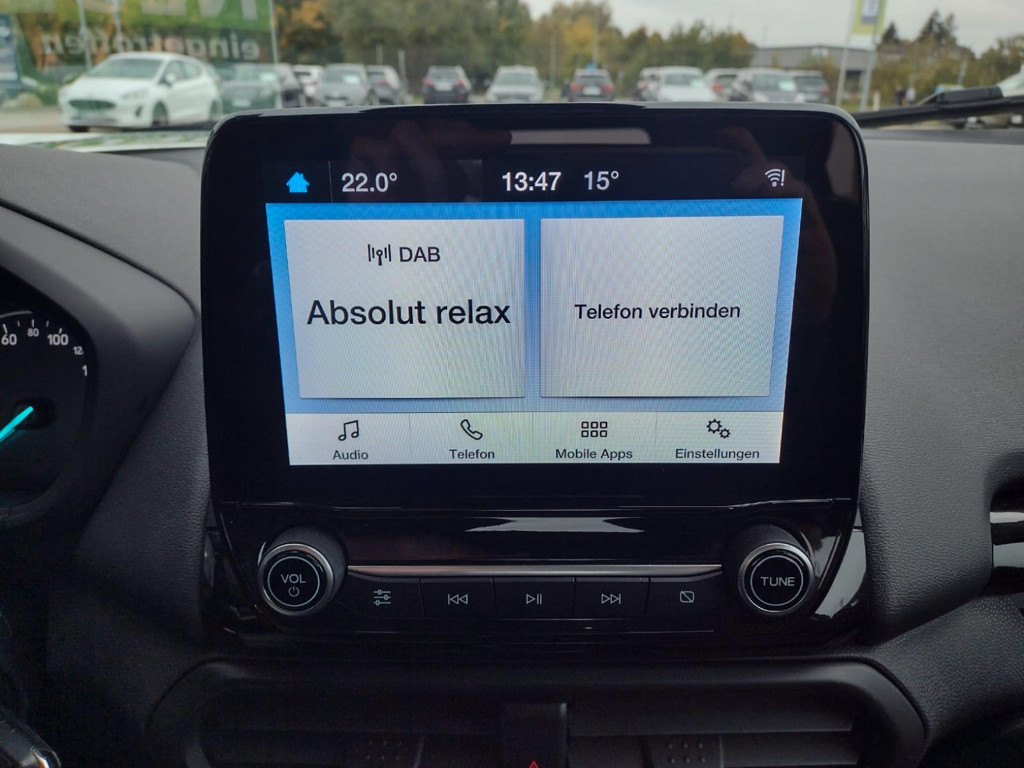 eingetroffen
22.0°
13:47
15°
DAB
Absolut relax
Telefon verbinden
Audio
Telefon
Mobile Apps
Einstellungen
60
80
100
VOL
TUNE